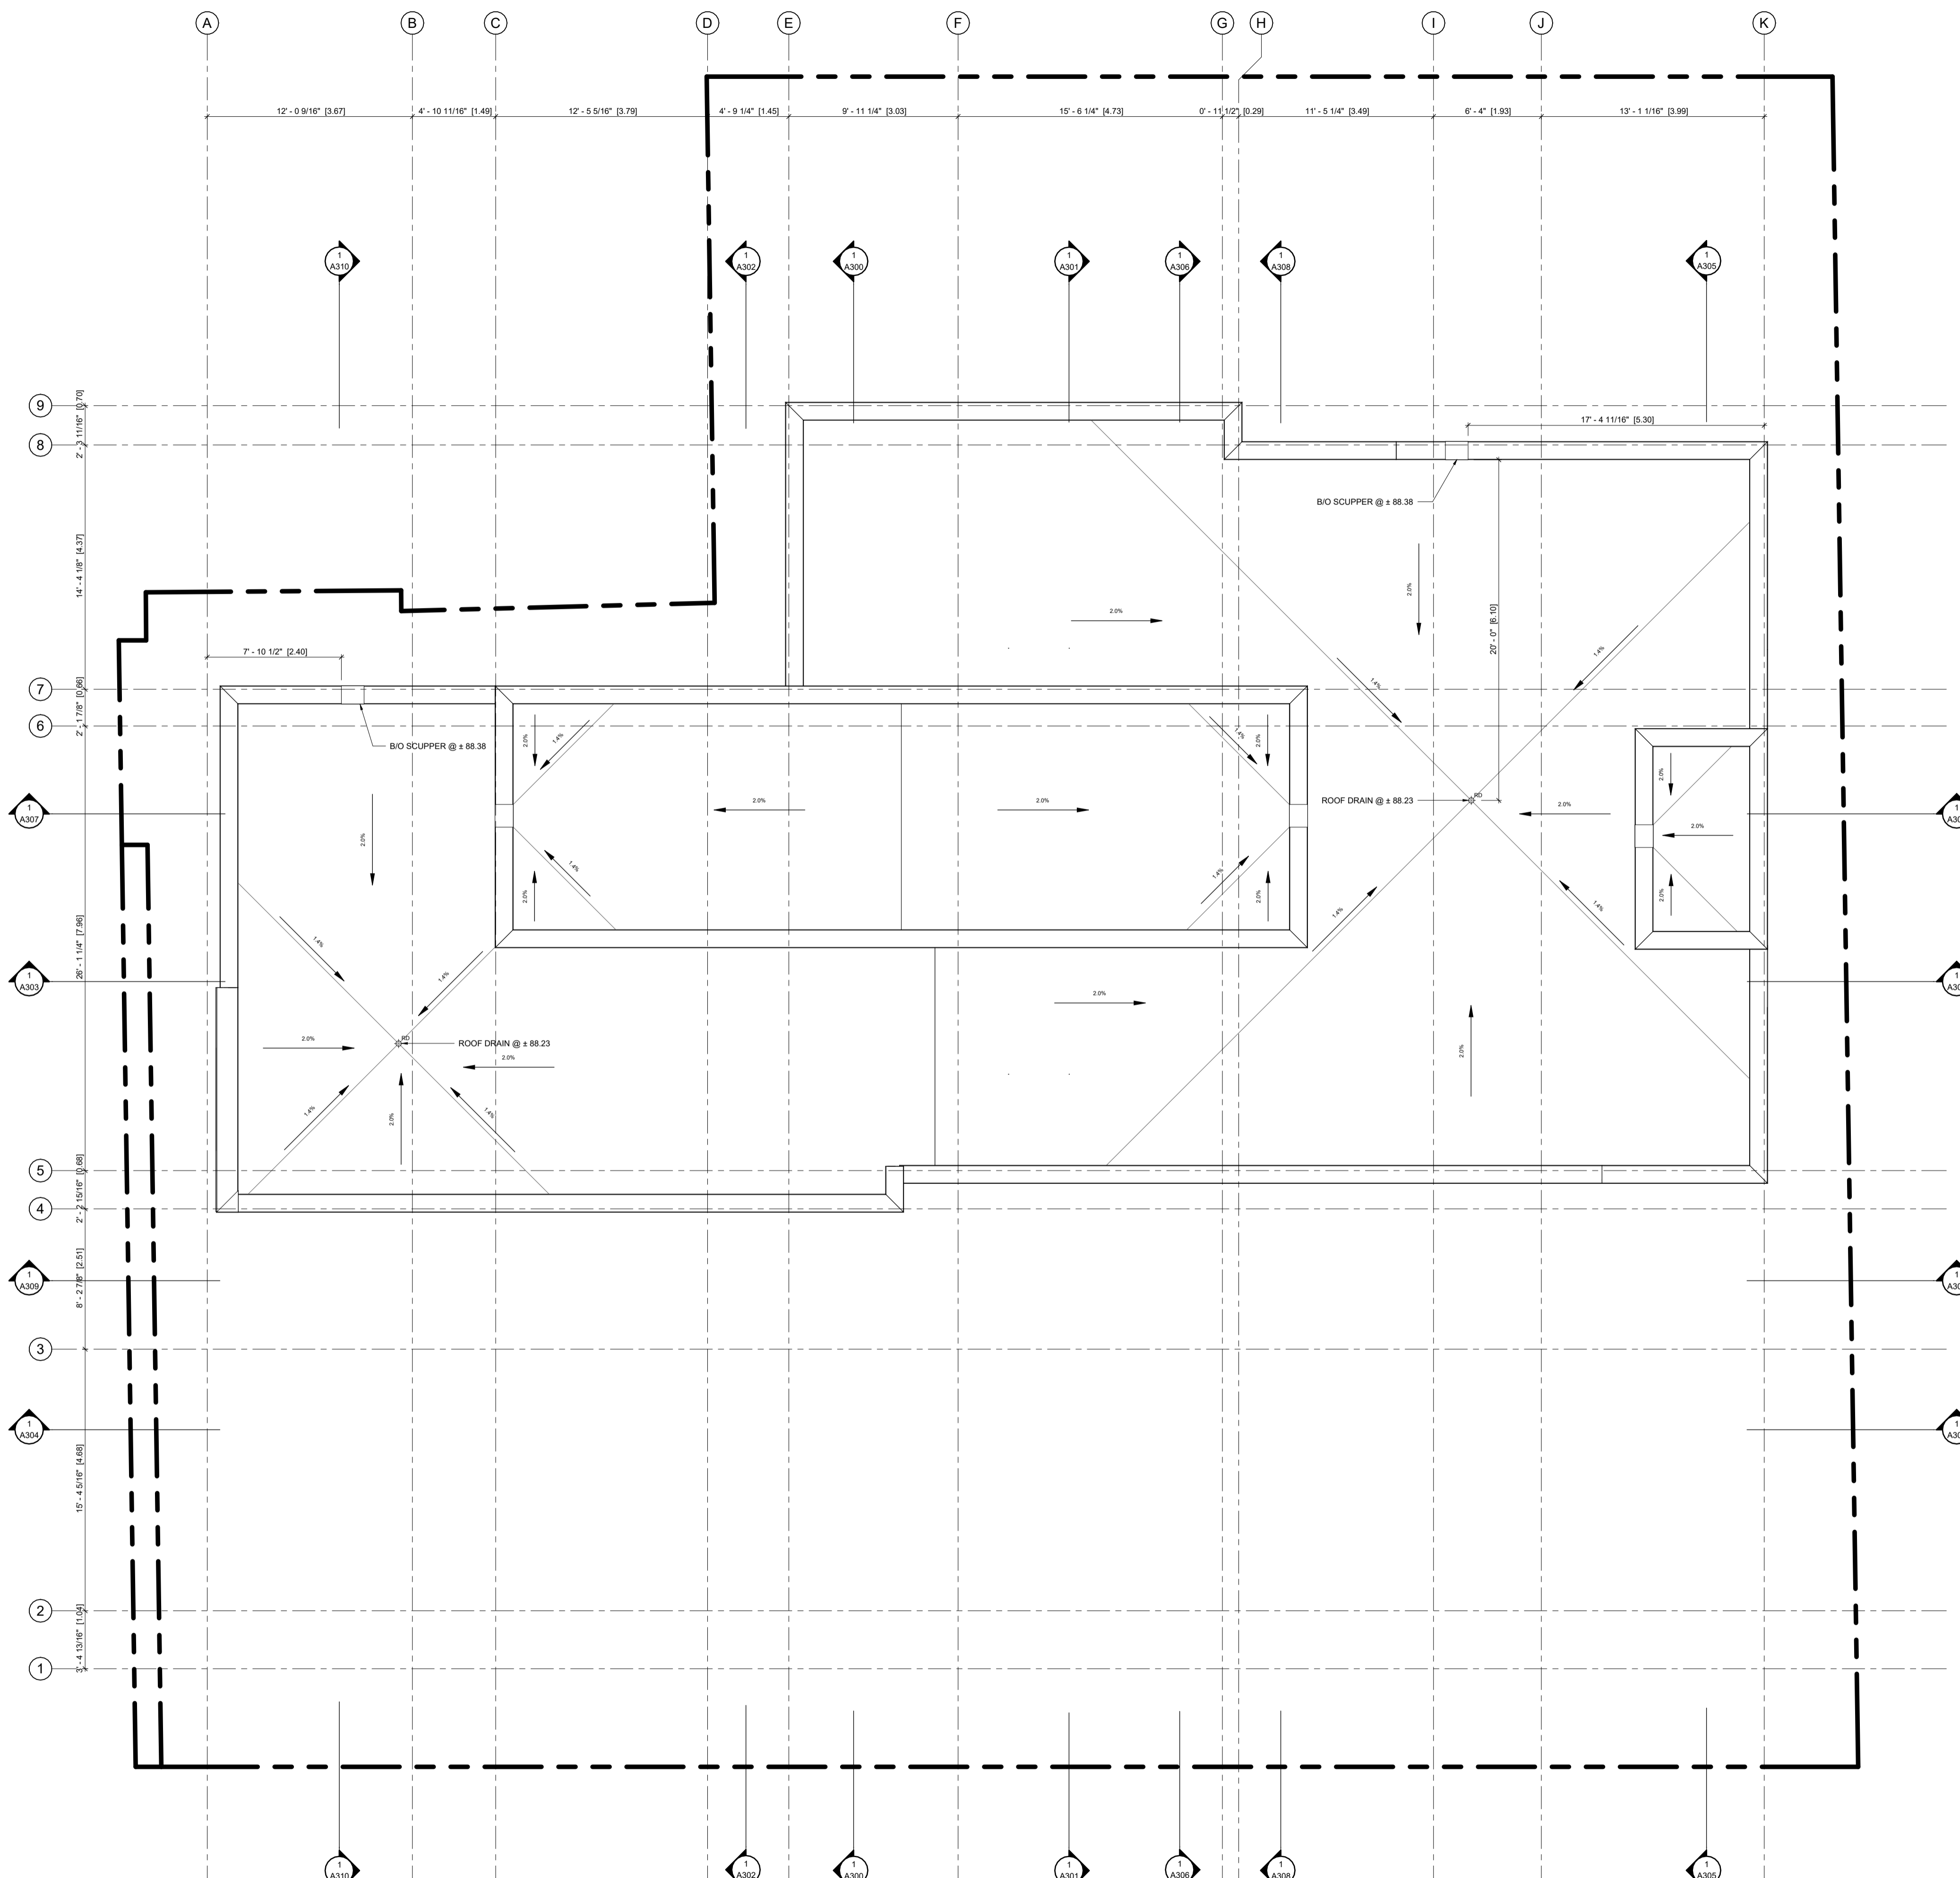 A
B
C
D
E
F
G
H
I
J
K
12' - 0 9/16" [3.67]
4' - 10 11/16" [1.49]
12' - 5 5/16" [3.79]
4' - 9 1/4" [1.45]
9' - 11 1/4" [3.03]
15' - 6 1/4" [4.73]
0' - 11 1/2" [0.29]
11' - 5 1/4" [3.49]
6' - 4" [1.93]
13' - 1 1/16" [3.99]
1
A310
1
A302
1
A300
1
A301
1
A306
1
A308
1
A305
9
2' - 3 11/16" [0.70]
8
17' - 4 11/16" [5.30]
B/O SCUPPER @ ± 88.38
14' - 4 1/8" [4.37]
2.0%
2.0%
20' - 0" [6.10]
1.4%
1.4%
7' - 10 1/2" [2.40]
7
2' - 1 7/8" [0.66]
6
B/O SCUPPER @ ± 88.38
2.0%
1.4%
1.4%
2.0%
2.0%
2.0%
ROOF DRAIN @ ± 88.23
RD
2.0%
2.0%
2.0%
1
A307
1
A30
2.0%
2.0%
1.4%
1.4%
2.0%
2.0%
1.4%
1.4%
26' - 1 1/4" [7.96]
1.4%
1.4%
1
A303
1
A30
2.0%
2.0%
RD
ROOF DRAIN @ ± 88.23
2.0%
2.0%
1.4%
2.0%
1.4%
5
2' - 2 15/16" [0.68]
4
8' - 2 7/8" [2.51]
1
A309
1
A30
3
1
A304
1
A30
15' - 4 5/16" [4.68]
2
3' - 4 13/16" [1.04]
1
1
A310
1
A302
1
A300
1
A301
1
A306
1
A308
1
A305